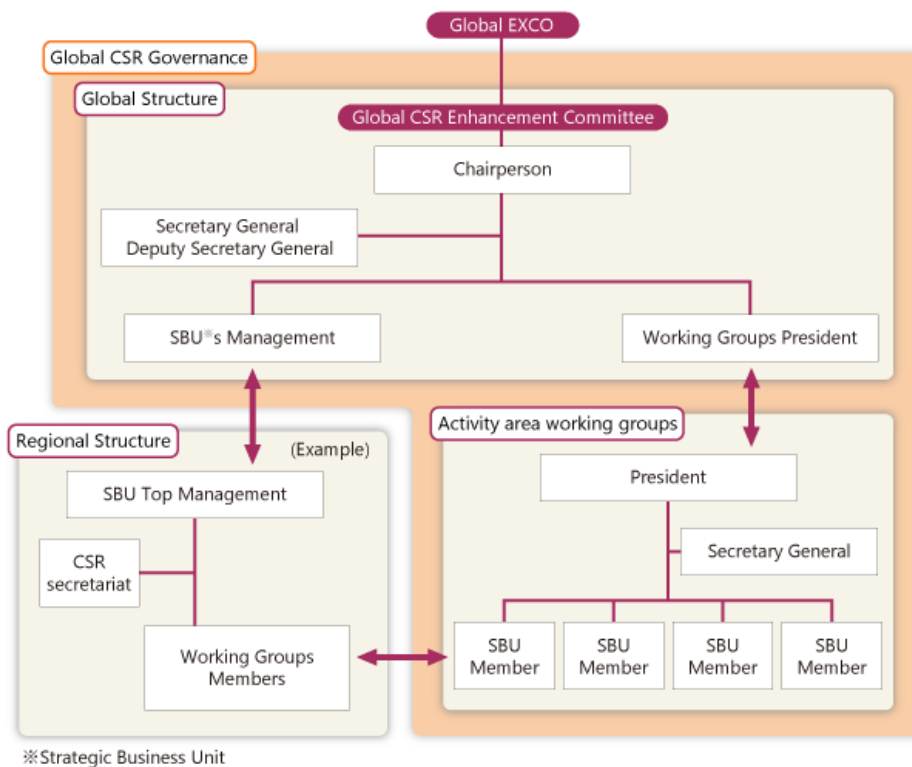 Global EXCO
Global CSR Governance
Global Structure
Global CSR Enhancement Committee
Chairperson
Secretary General
Deputy Secretary General
SBU※s Management
Working Groups President
Regional Structure
(Example)
SBU Top Management
CSR
secretariat
Working Groups
Members
Activity area working groups
President
Secretary General
SBU
Member
SBU
Member
SBU
Member
SBU
Member
※Strategic Business Unit